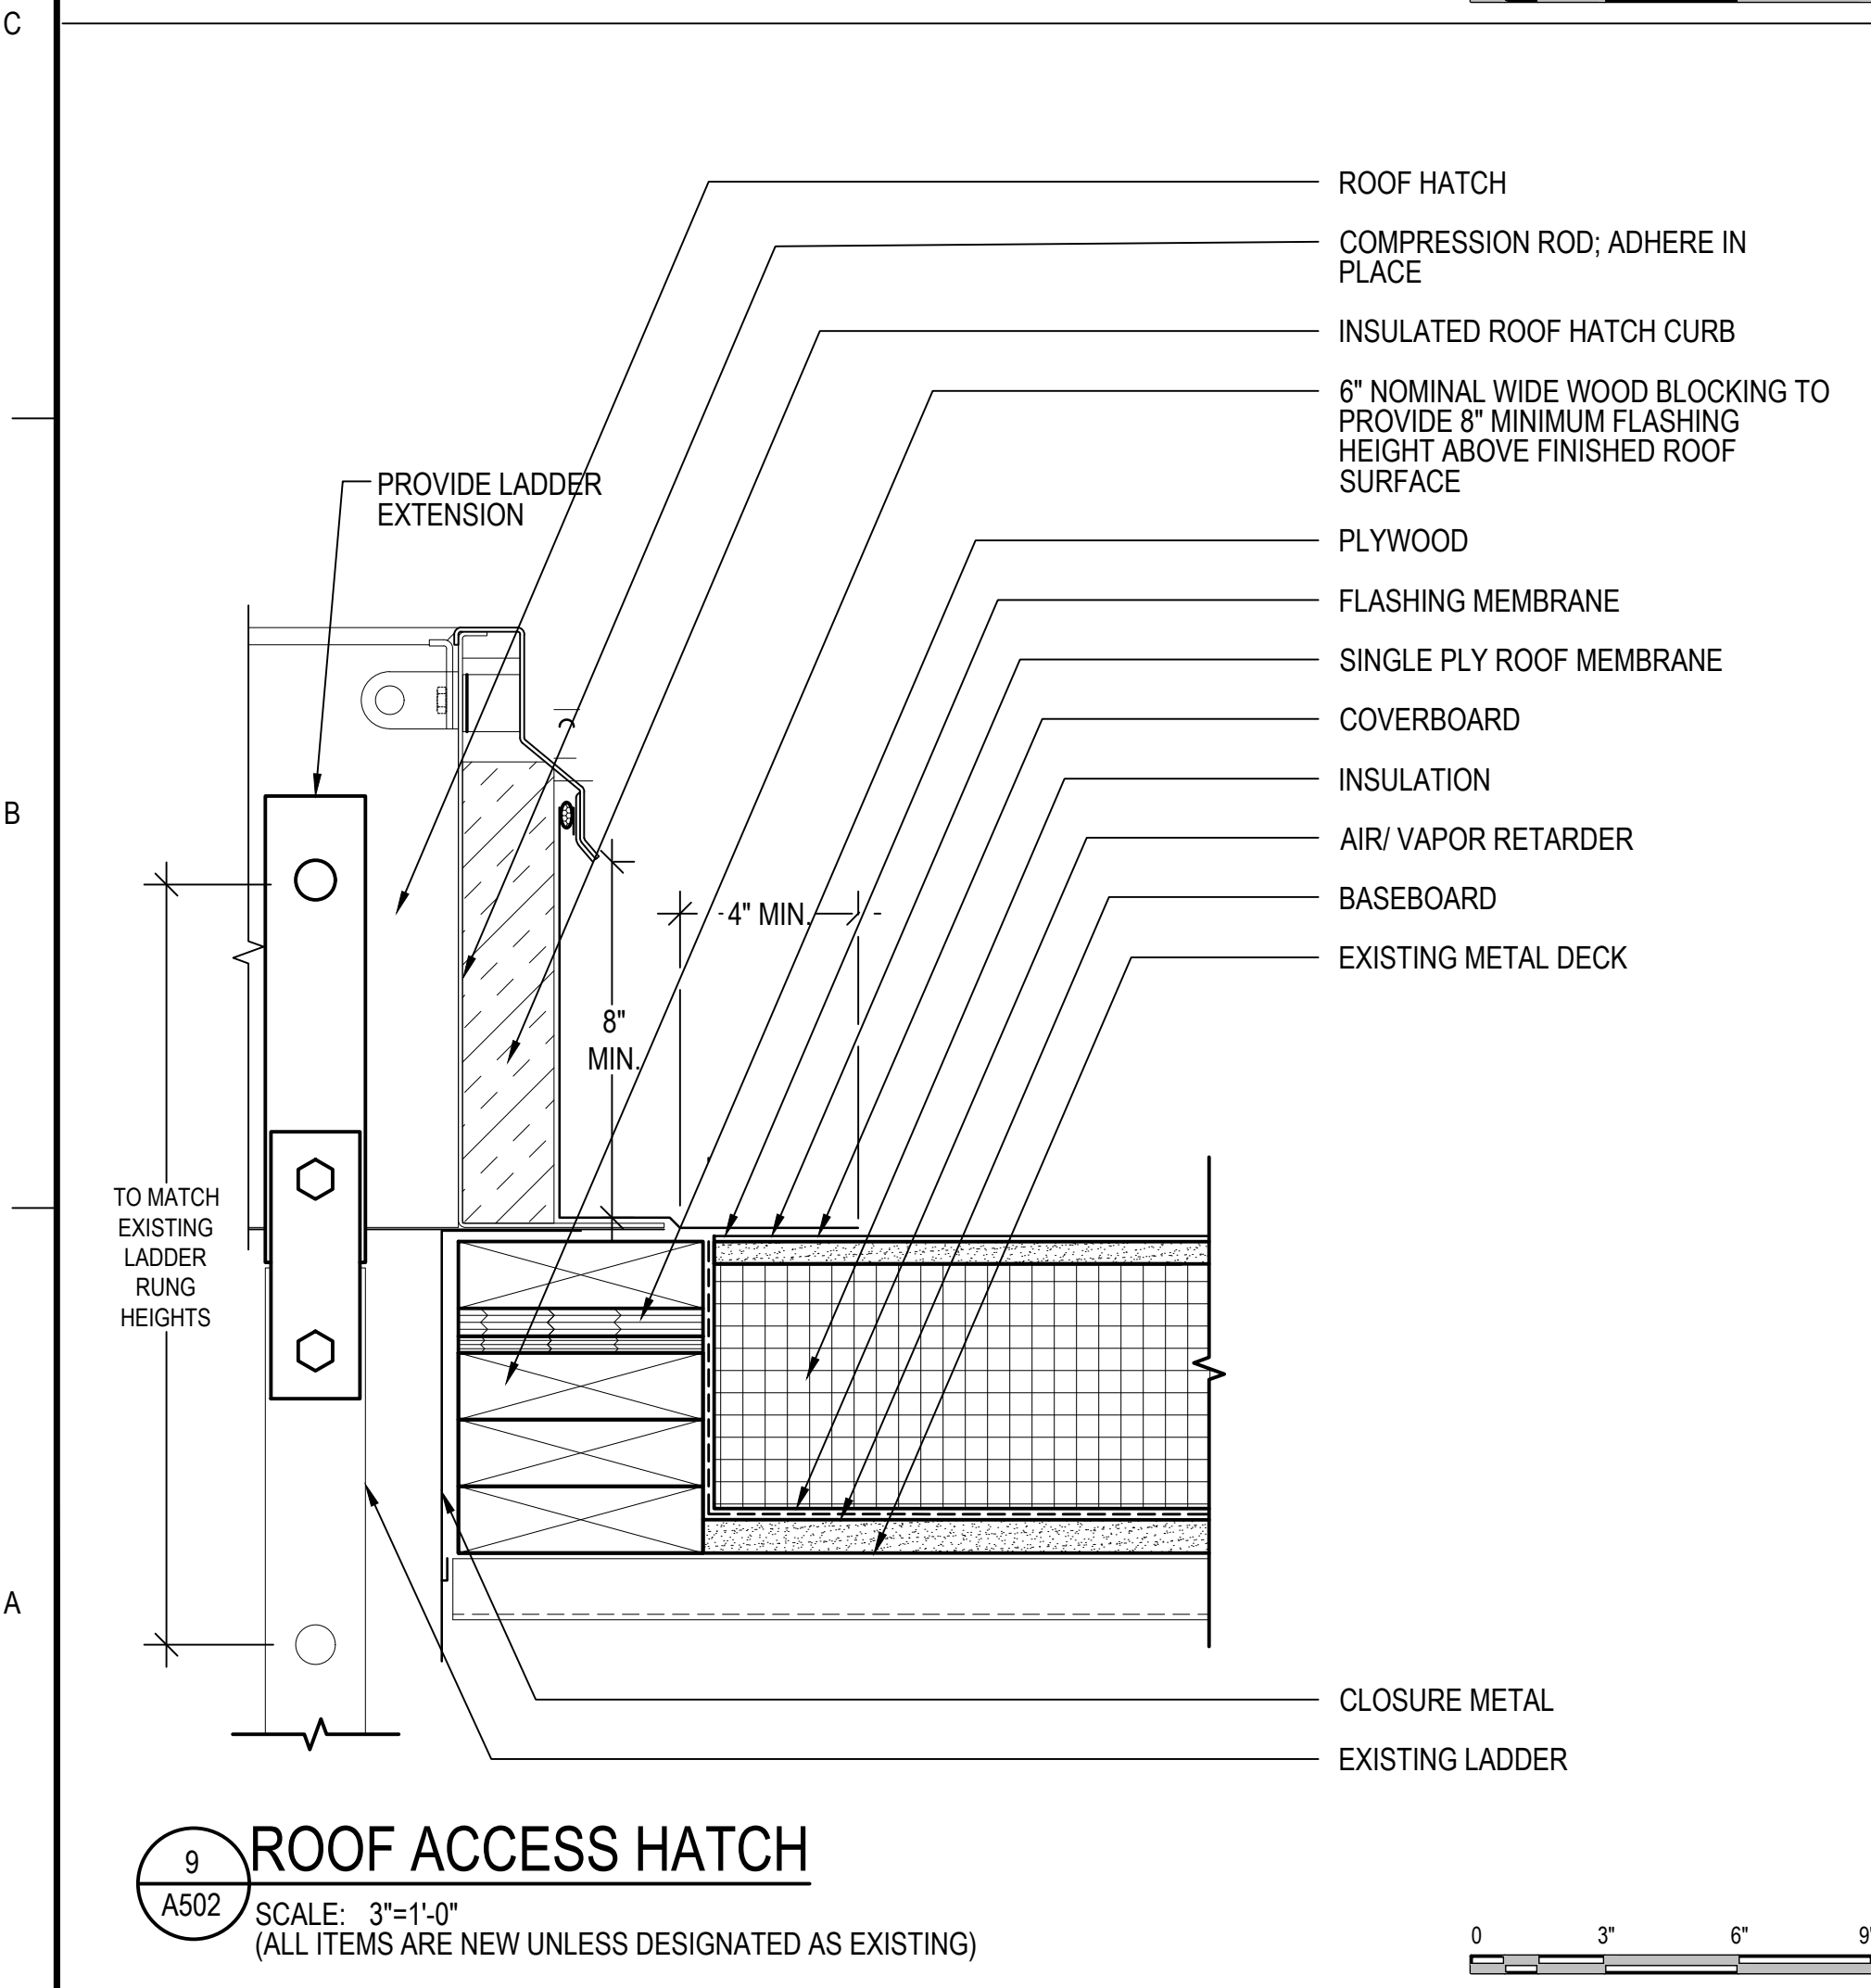 C
ROOF HATCH
COMPRESSION ROD; ADHERE IN
PLACE
INSULATED ROOF HATCH CURB
6" NOMINAL WIDE WOOD BLOCKING TO
PROVIDE 8" MINIMUM FLASHING
HEIGHT ABOVE FINISHED ROOF
SURFACE
PROVIDE LADDER
EXTENSION
PLYWOOD
FLASHING MEMBRANE
SINGLE PLY ROOF MEMBRANE
COVERBOARD
INSULATION
B
AIR/ VAPOR RETARDER
BASEBOARD
4" MIN.
EXISTING METAL DECK
8"
MIN.
TO MATCH
EXISTING
LADDER
RUNG
HEIGHTS
A
CLOSURE METAL
EXISTING LADDER
9
A502
ROOF ACCESS HATCH
SCALE: 3"=1'-0"
(ALL ITEMS ARE NEW UNLESS DESIGNATED AS EXISTING)
0 3" 6" 9"